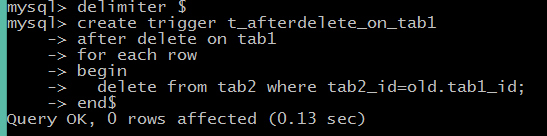 mysql> delimiter $
mysql> create trigger t_afterdelete_on_tab1
    -> after delete on tab1
    -> for each row
    -> begin
    ->   delete from tab2 where tab2_id=old.tab1_id;
    -> end$
Query OK, 0 rows affected (0.13 sec)